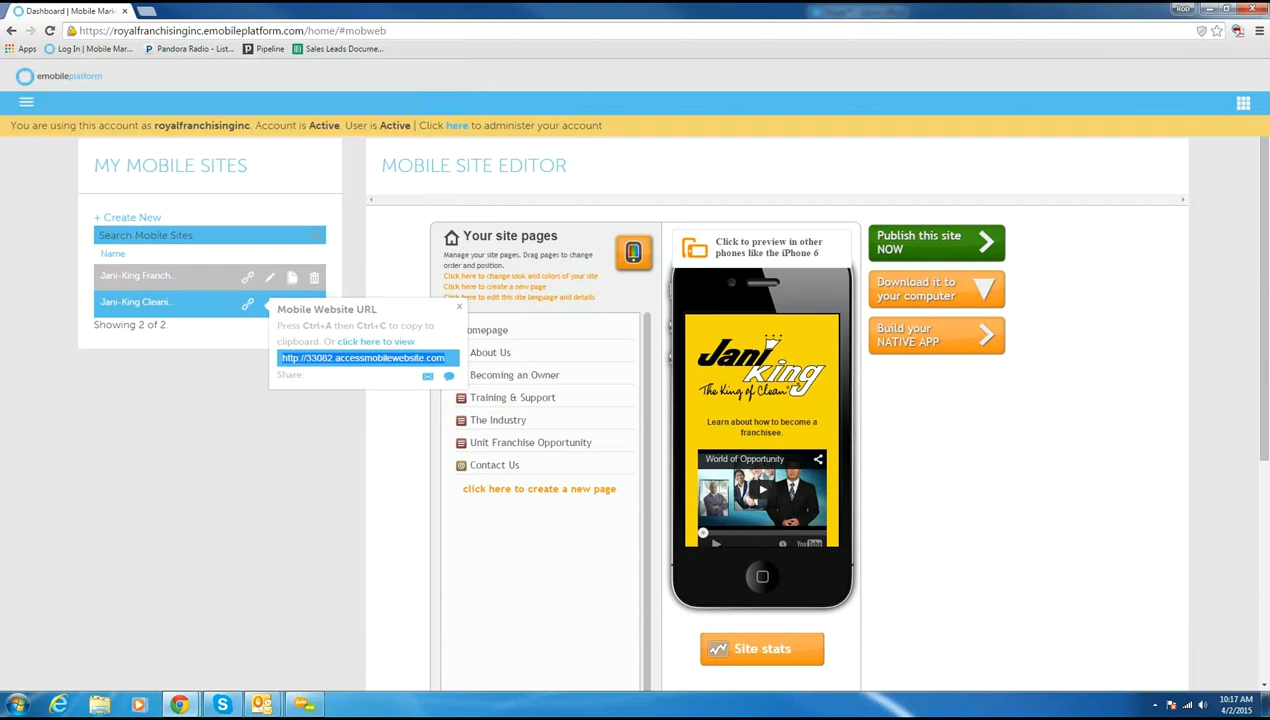 Dashboard | Mobile Mark
Rod
https://royalfranchisinginc.emobileplatform.com/home/#mobweb
Apps
Log In | Mobile Mar...
Pandora Radio - List...
Pipeline
Sales Leads Docume...
emobileplatform
You are using this account as royalfranchisinginc. Account is Active. User is Active | Click here to administer your account
MY MOBILE SITES
MOBILE SITE EDITOR
+ Create New
Search Mobile Sites
Name
Jani-King Franch...
Jani-King Cleani...
Showing 2 of 2.
Mobile Website URL
x
Press Ctrl+A then Ctrl+C to copy to
clipboard. Or click here to view.
http://33082.accessmobilewebsite.com
Share:
Your site pages
Manage your site pages. Drag pages to change
order and position.
Click here to change look and colors of your site
Click here to create a new page
Click here to edit this site language and details
omepage
About Us
Becoming an Owner
Training & Support
The Industry
Unit Franchise Opportunity
Contact Us
click here to create a new page
Click to preview in other
phones like the iPhone 6
Jani
King
The King of Clean
Learn about how to become a
franchisee.
World of Opportunity
YouTube
Site stats
Publish this site
NOW
Download it to
your computer
Build your
NATIVE APP
10:17 AM
4/2/2015